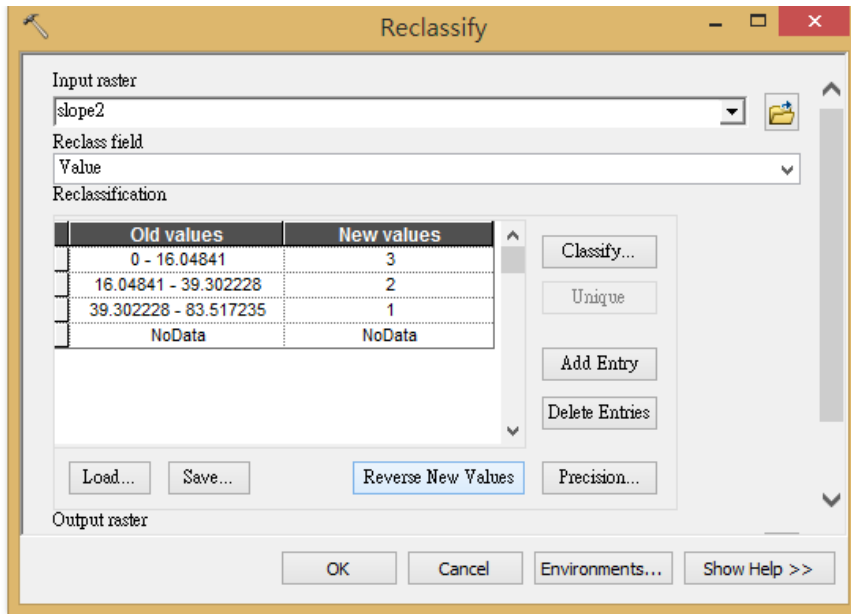 Reclassify
Input raster
slope2
Reclass field
Value
Reclassification
Old values New values
0 - 16.04841 3
16.04841 - 39.302228 2
39.302228 - 83.517235 1
NoData NoData
Classify...
Unique
Add Entry
Delete Entries
Load... Save... Reverse New Values Precision...
Output raster
OK Cancel Environments... Show Help >>